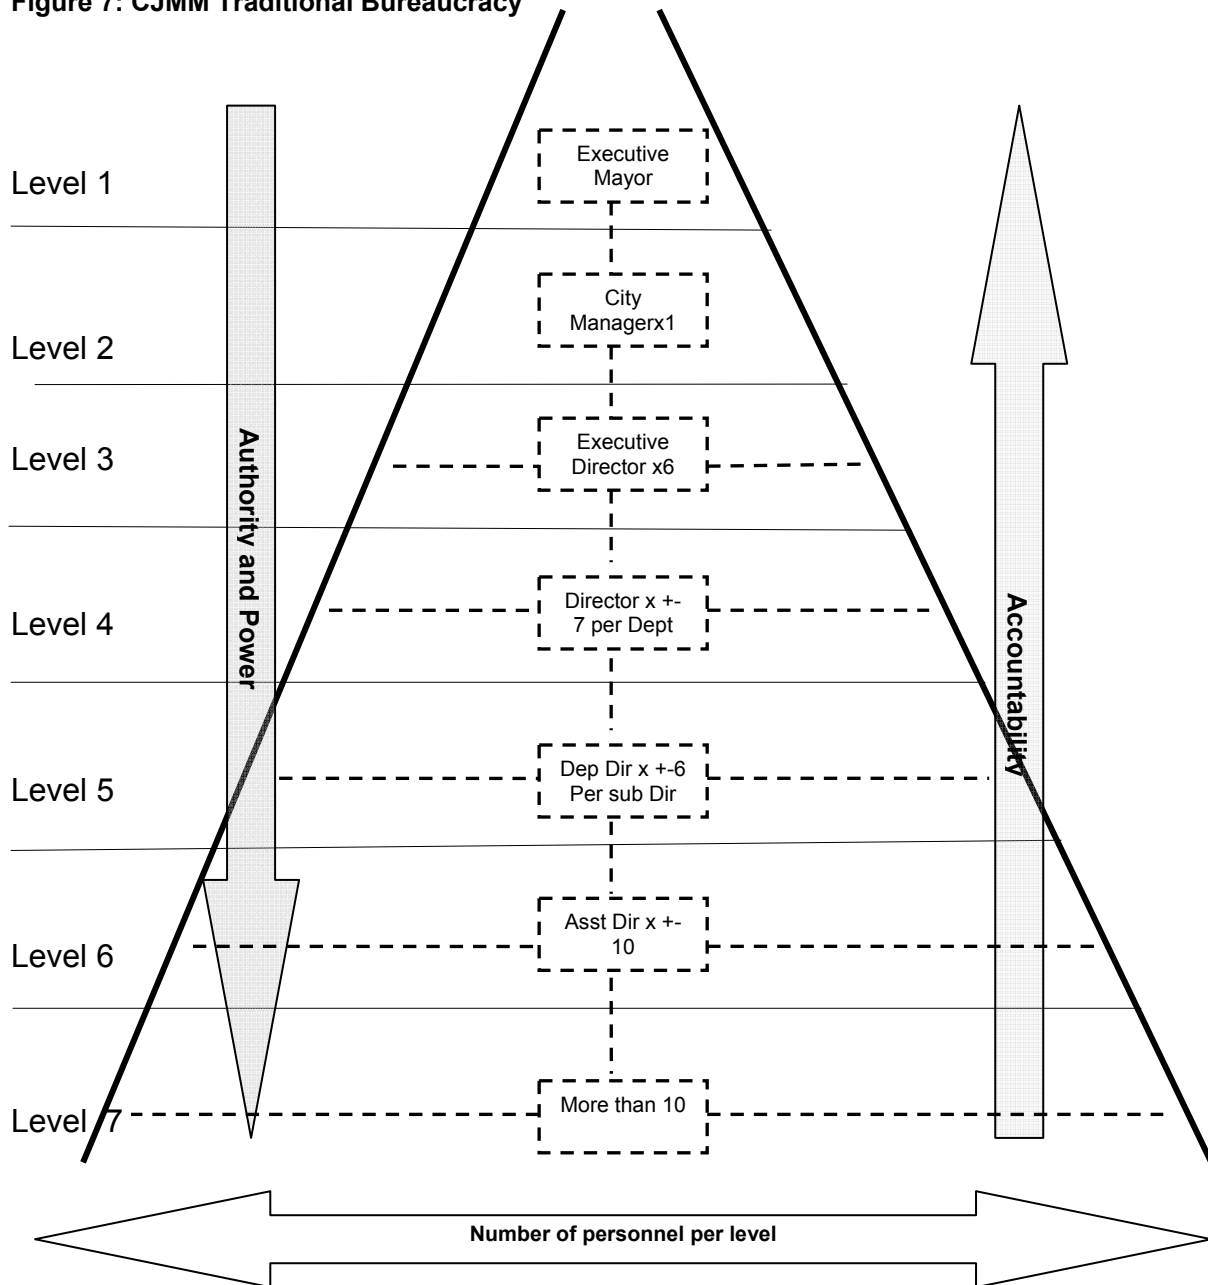 Figure 7: CJMM Traditional Bureaucracy
Level 1
Executive
Mayor
Level 2
City
Managerx1
Level 3
Executive
Director x6
Level 4
Director x +-
7 per Dept
Level 5
Dep Dir x +-6
Per sub Dir
Level 6
Asst Dir x +-
10
Level 7
More than 10
Authority and Power
Accountability
Number of personnel per level